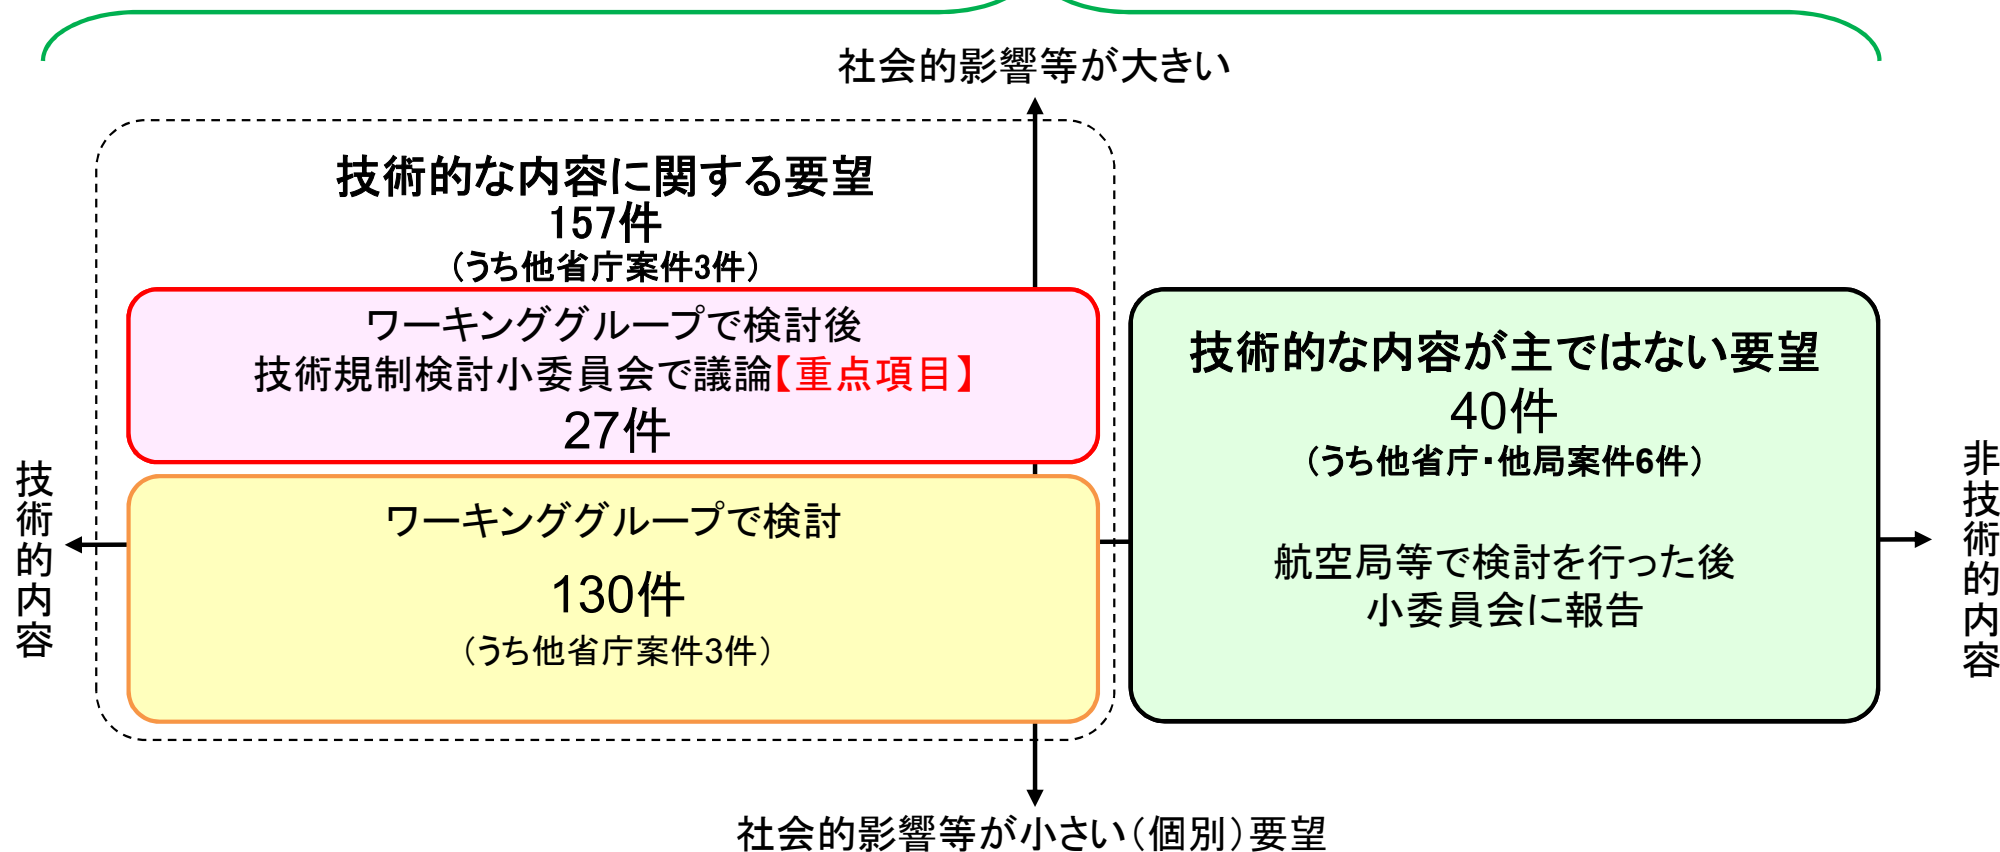 社会的影響等が大きい
技術的な内容に関する要望
157件
（うち他省庁案件3件）
ワーキンググループで検討後
技術規制検討小委員会で議論【重点項目】
27件
ワーキンググループで検討
130件
（うち他省庁案件3件）
技術的な内容が主ではない要望
40件
（うち他省庁・他局案件6件）
航空局等で検討を行った後
小委員会に報告
技術的内容
非技術的内容
社会的影響等が小さい（個別）要望